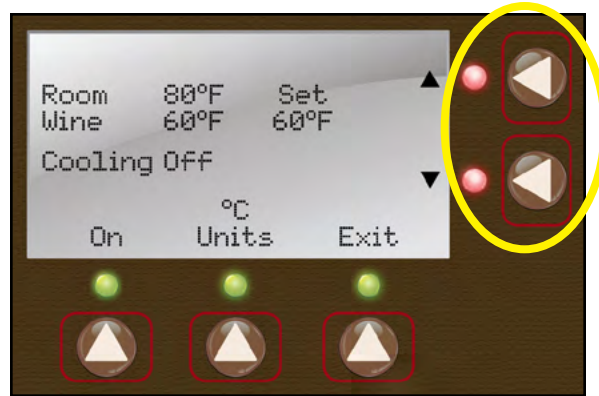 Room 80°F Set
Wine 60°F 60°F
Cooling Off
°C
On Units Exit